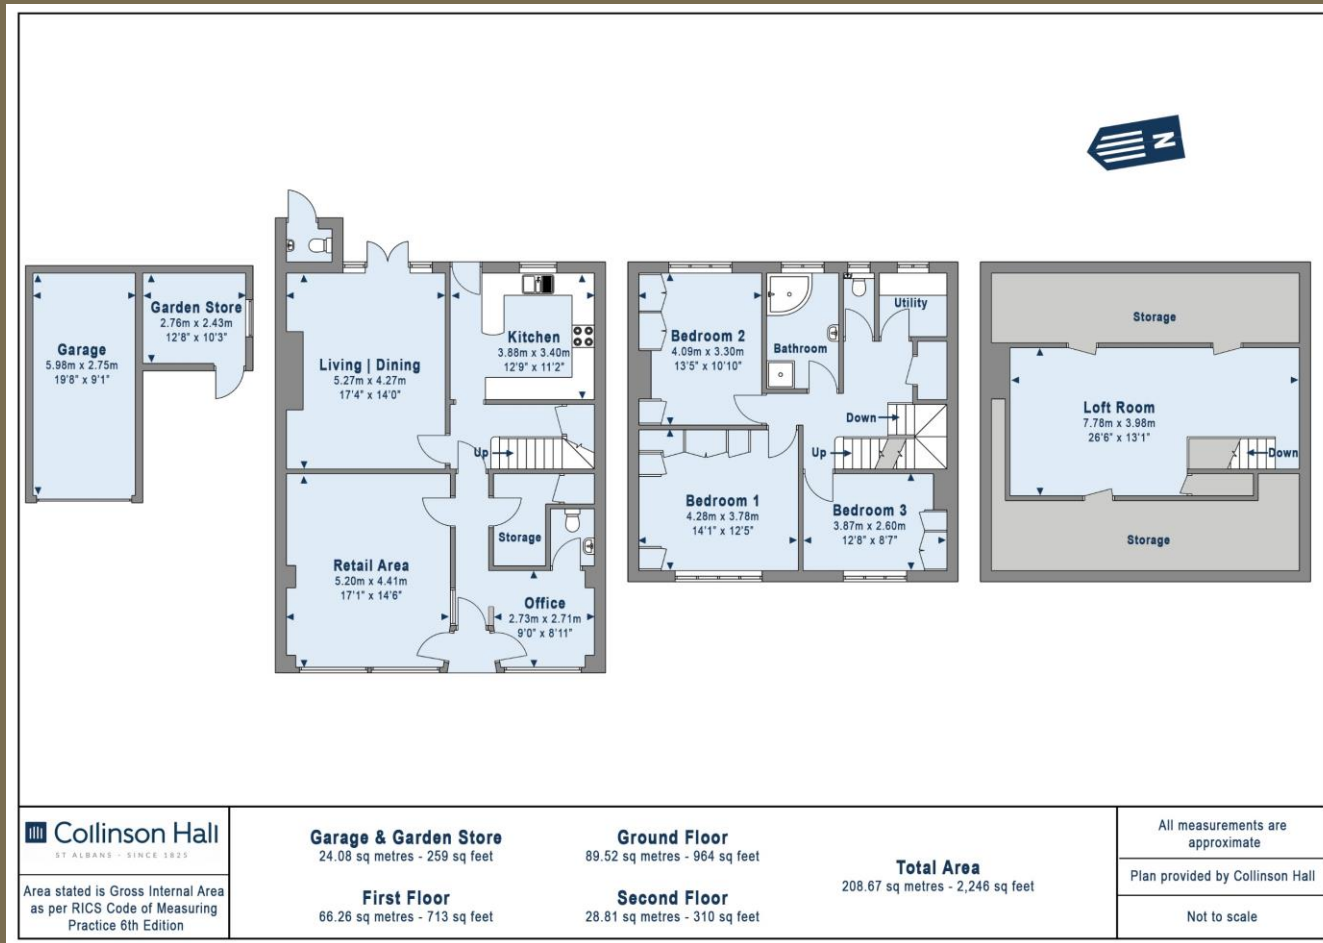 N
Garden Store
2.76m x 2.43m
12'8" x 10'3"
Garage
5.98m x 2.75m
19'8" x 9'1"
Living | Dining
5.27m x 4.27m
17'4" x 14'0"
Kitchen
3.88m x 3.40m
12'9" x 11'2"
Up
Retail Area
5.20m x 4.41m
17'1" x 14'6"
Storage
Office
2.73m x 2.71m
9'0" x 8'11"
Bedroom 2
4.09m x 3.30m
13'5" x 10'10"
Bathroom
Utility
Down
Up
Bedroom 1
4.28m x 3.78m
14'1" x 12'5"
Bedroom 3
3.87m x 2.60m
12'8" x 8'7"
Storage
Loft Room
7.78m x 3.98m
26'6" x 13'1"
Down
Storage
Collinson Hall
ST ALBANS - SINCE 1825
Area stated is Gross Internal Area
as per RICS Code of Measuring
Practice 6th Edition
Garage & Garden Store
24.08 sq metres - 259 sq feet
First Floor
66.26 sq metres - 713 sq feet
Ground Floor
89.52 sq metres - 964 sq feet
Second Floor
28.81 sq metres - 310 sq feet
Total Area
208.67 sq metres - 2,246 sq feet
All measurements are
approximate
Plan provided by Collinson Hall
Not to scale